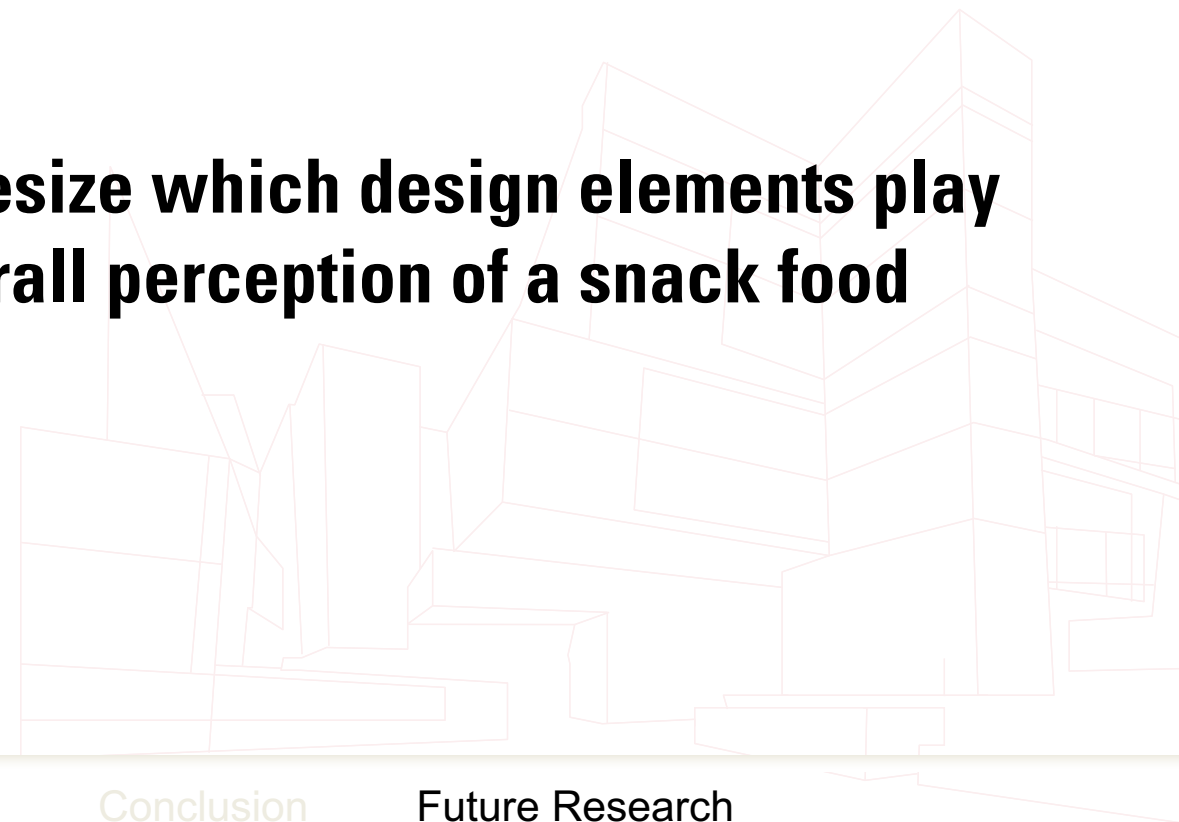 esize which design elements play
rall perception of a snack food
Conclusion Future Research